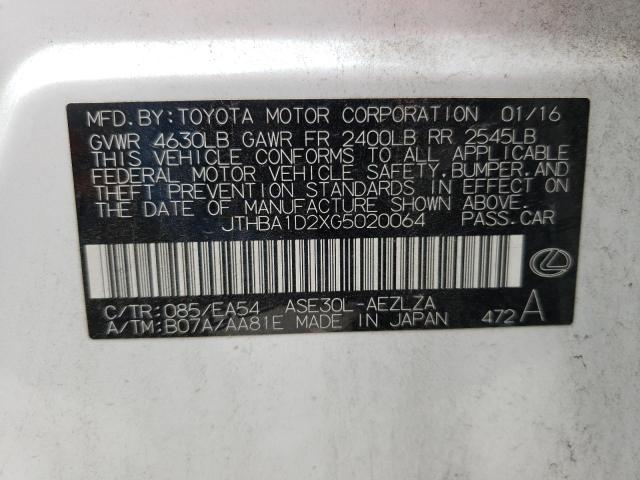 MFD.BY:TOYOTA MOTOR CORPORATION 01/16
GVWR 4630LB GAWR FR 2400LB RR 2545LB
THIS VEHICLE CONFORMS TO ALL APPLICABLE
FEDERAL MOTOR VEHICLE SAFETY,BUMPER,AND
THEFT PREVENTION STANDARDS IN EFFECT ON
THE DATE OF MANUFACTURE SHOWN ABOVE.
JTHBA1D2XG5020064 PASS.CAR
C/TR:085/EA54 ASE30L-AEZLZA
A/TM:B07A/AA81E MADE IN JAPAN 472 A